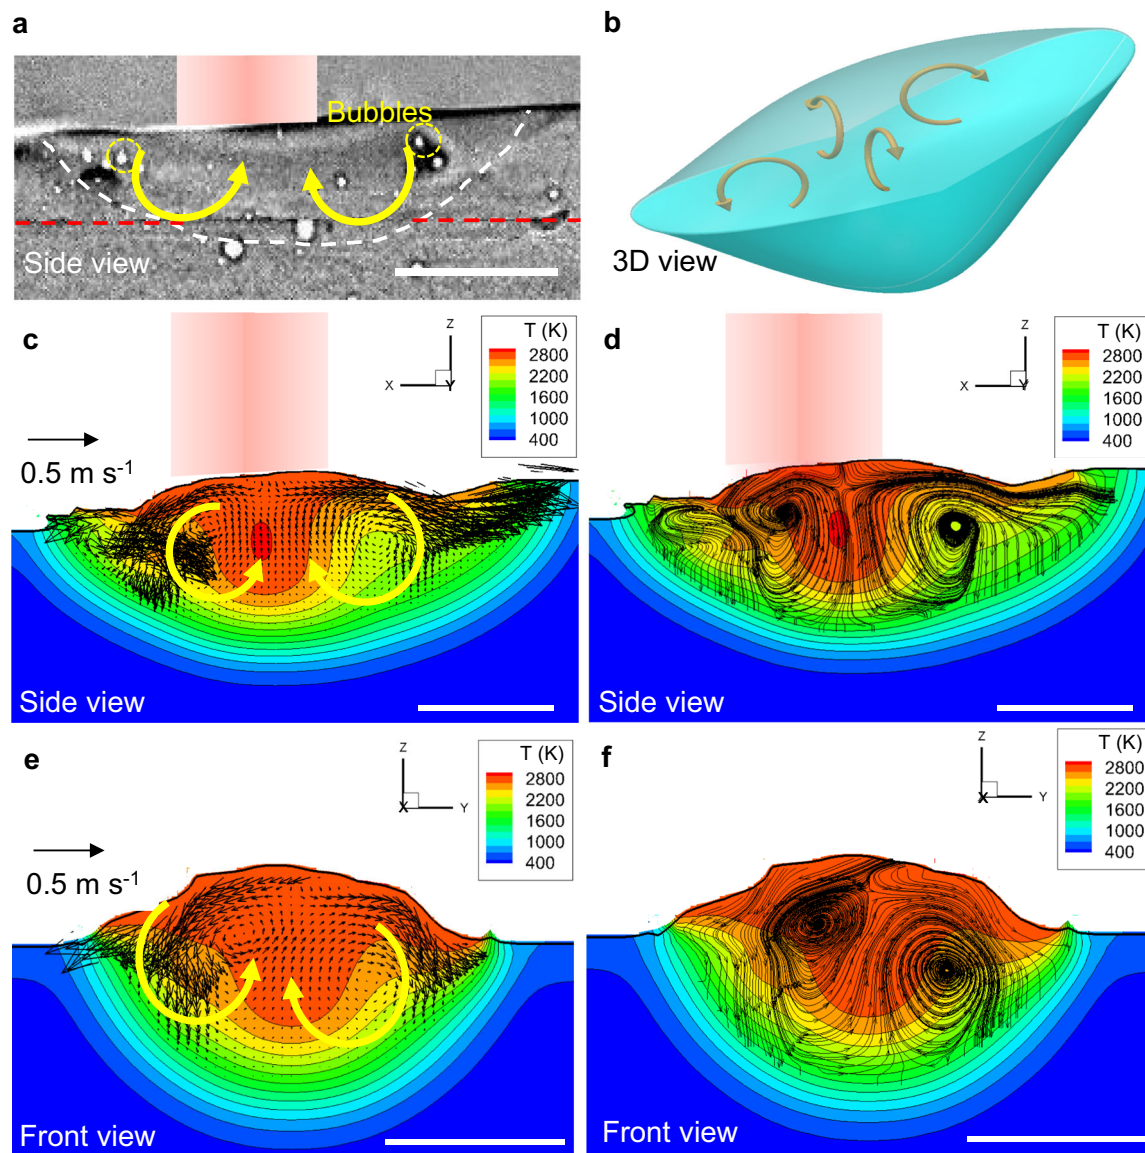 a
Bubbles
Side view
b
3D view
c
T (K)
2800
2200
1600
1000
400
Z
X
Y
0.5 m s-1
Side view
d
T (K)
2800
2200
1600
1000
400
Z
X
Y
Side view
e
T (K)
2800
2200
1600
1000
400
Z
X
Y
0.5 m s-1
Front view
f
T (K)
2800
2200
1600
1000
400
Z
X
Y
Front view